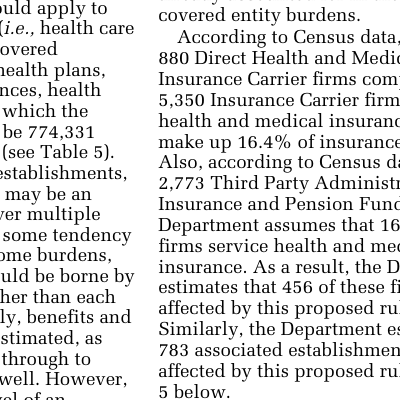 ould apply to
(i.e., health care
overed
health plans,
nces, health
which the
be 774,331
(see Table 5).
establishments,
may be an
ver multiple
some tendency
ome burdens,
uld be borne by
her than each
ly, benefits and
stimated, as
through to
well. However,
vel of an
covered entity burdens.
According to Census data,
880 Direct Health and Medic
Insurance Carrier firms com
5,350 Insurance Carrier firm
health and medical insuranc
make up 16.4% of insurance
Also, according to Census da
2,773 Third Party Administr
Insurance and Pension Fund
Department assumes that 16
firms service health and med
insurance. As a result, the D
estimates that 456 of these fi
affected by this proposed ru
Similarly, the Department es
783 associated establishmen
affected by this proposed ru
5 below.